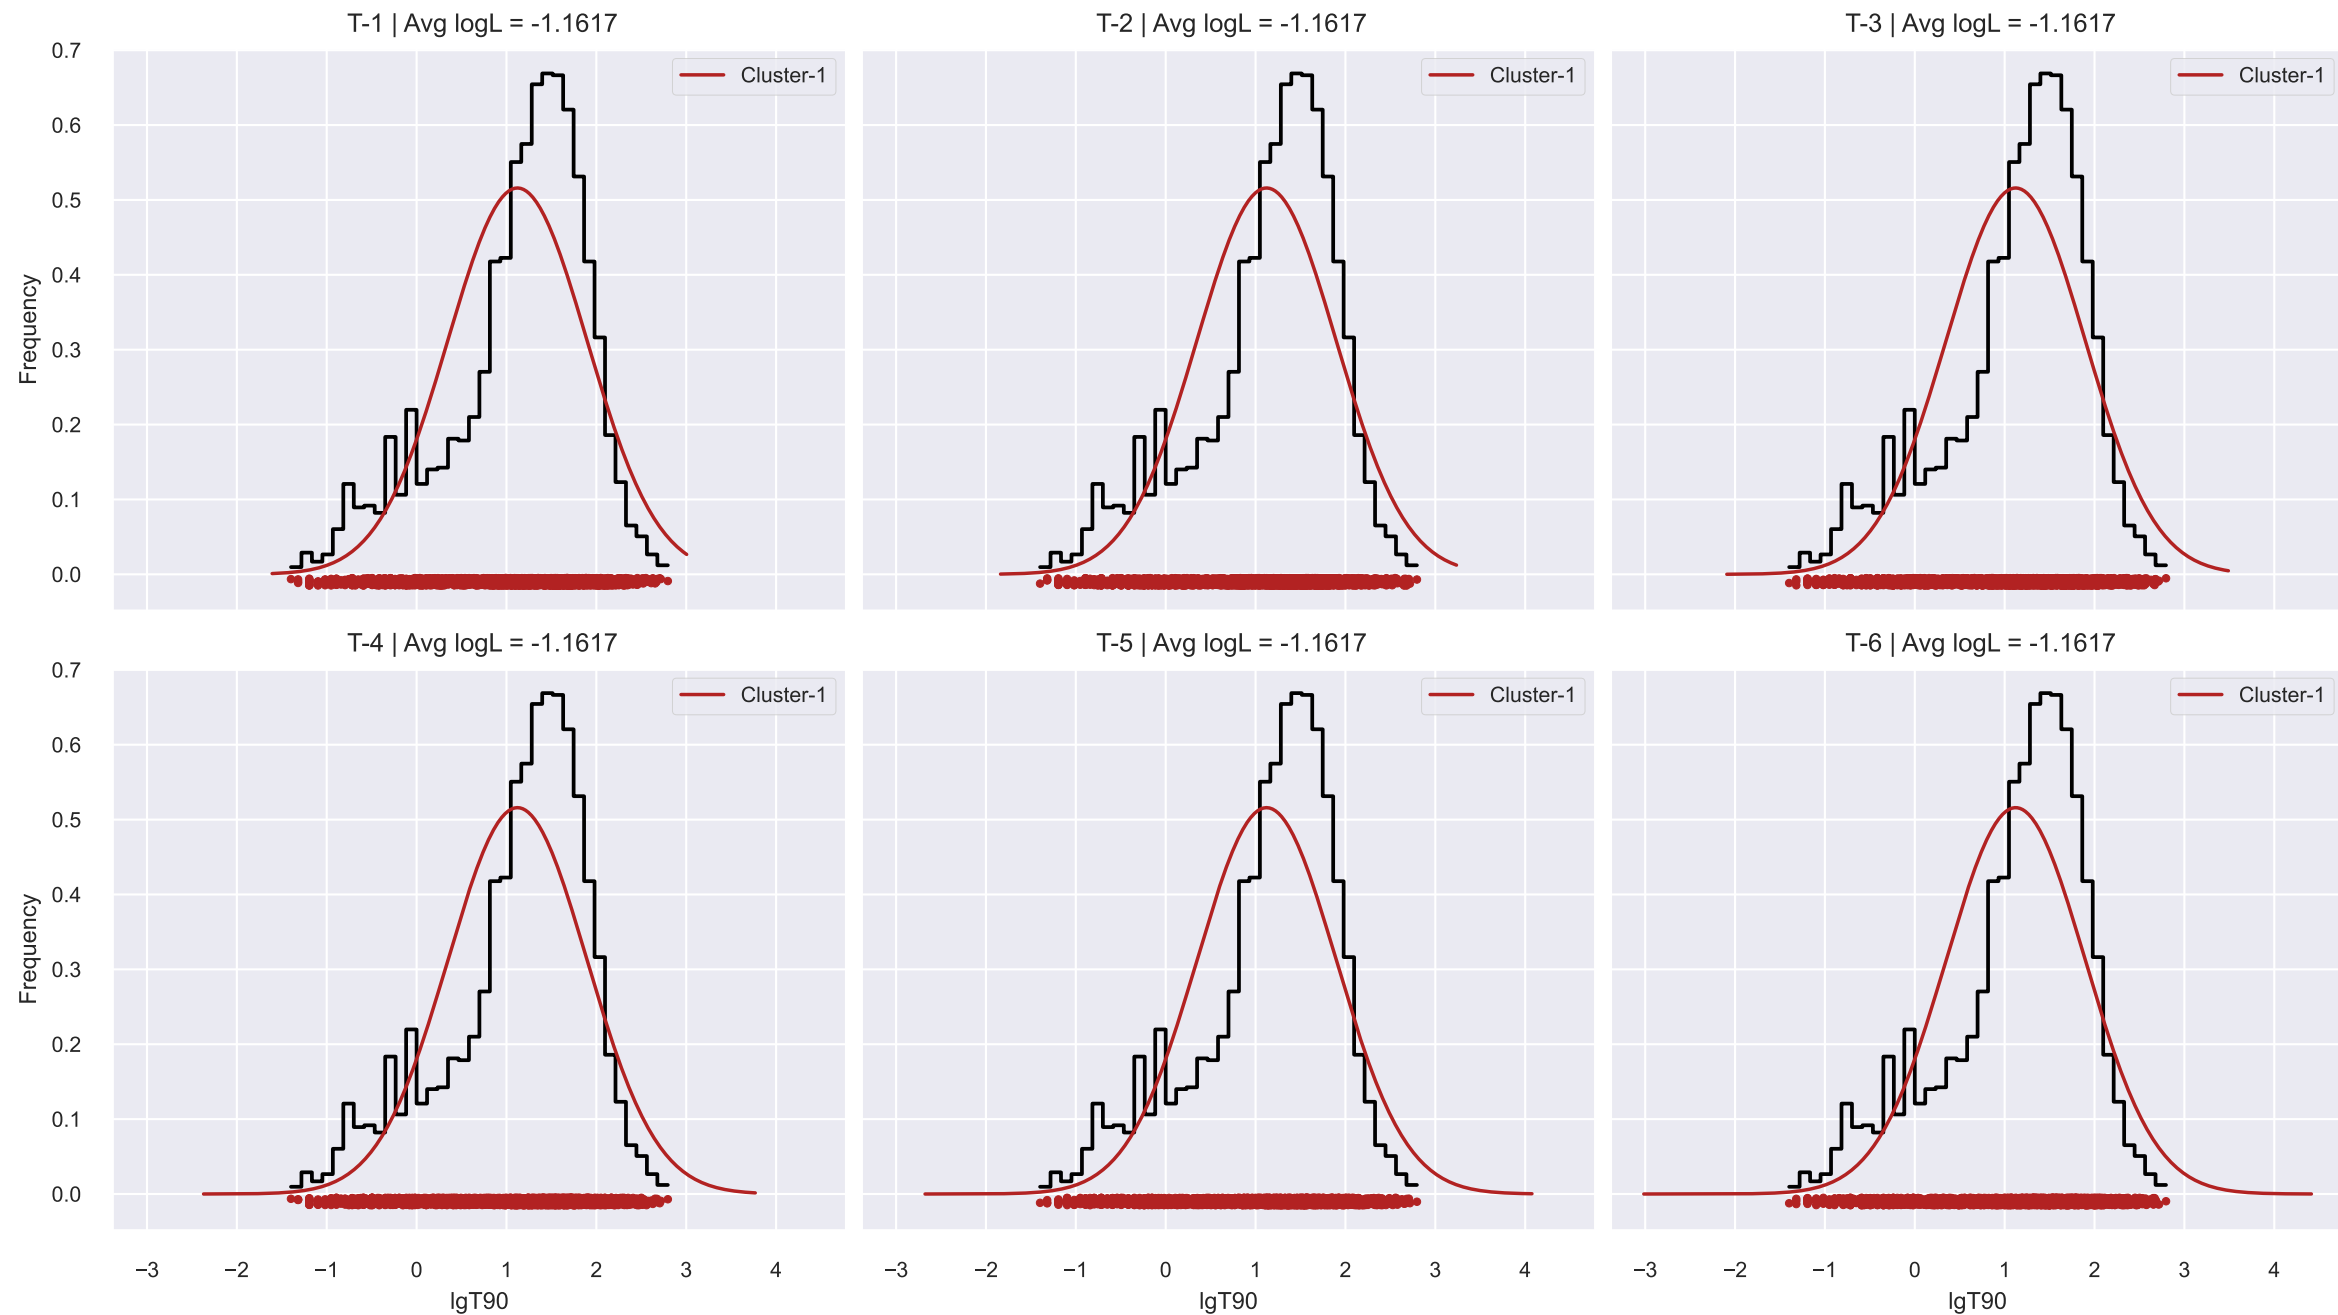 T-1 | Avg logL = -1.1617
T-2 | Avg logL = -1.1617
T-3 | Avg logL = -1.1617
0.7
0.6
0.5
0.4
0.3
0.2
0.1
0.0
Frequency
Cluster-1
Cluster-1
Cluster-1
T-4 | Avg logL = -1.1617
T-5 | Avg logL = -1.1617
T-6 | Avg logL = -1.1617
0.7
0.6
0.5
0.4
0.3
0.2
0.1
0.0
Frequency
Cluster-1
Cluster-1
Cluster-1
−3 −2 −1 0 1 2 3 4
−3 −2 −1 0 1 2 3 4
−3 −2 −1 0 1 2 3 4
lgT90
lgT90
lgT90